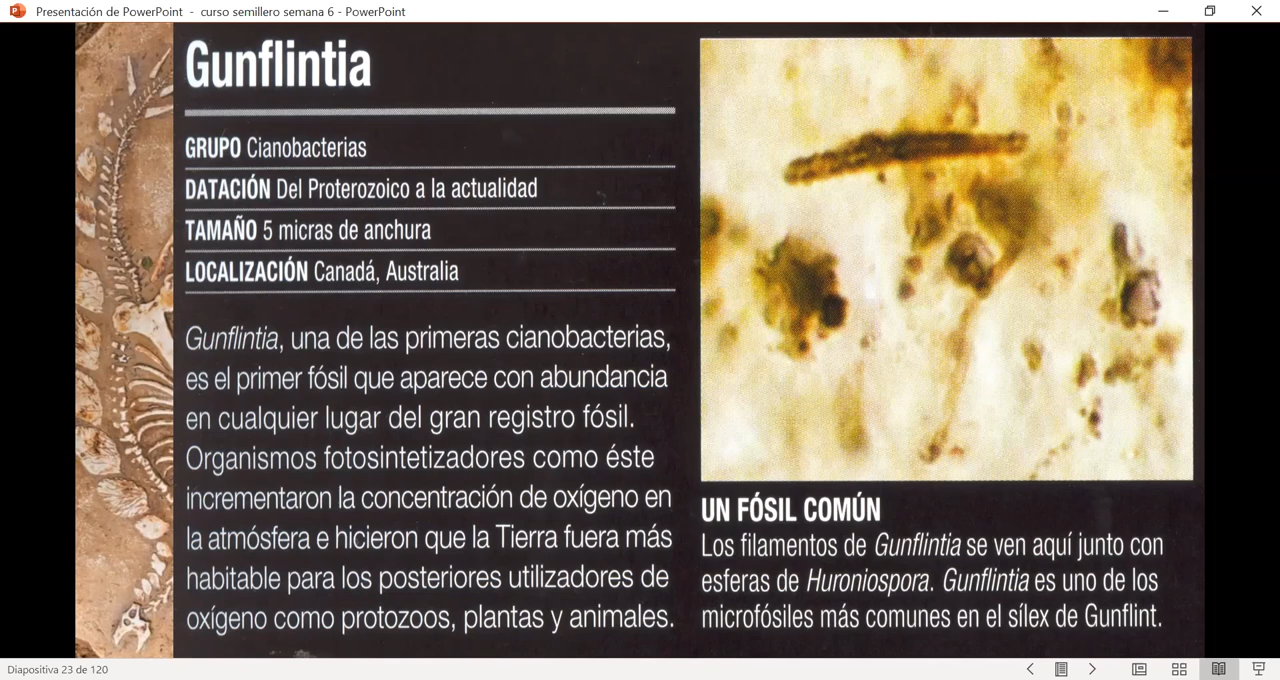 Presentación de PowerPoint - curso semillero semana 6 - PowerPoint
Gunflintia
GRUPO Cianobacterias
DATACIÓN Del Proterozoico a la actualidad
TAMAÑO 5 micras de anchura
LOCALIZACIÓN Canadá, Australia
Gunflintia, una de las primeras cianobacterias,
es el primer fósil que aparece con abundancia
en cualquier lugar del gran registro fósil.
Organismos fotosintetizadores como éste
incrementaron la concentración de oxígeno en
la atmósfera e hicieron que la Tierra fuera más
habitable para los posteriores utilizadores de
oxígeno como protozoos, plantas y animales.
UN FÓSIL COMÚN
Los filamentos de Gunflintia se ven aquí junto con
esferas de Huroniospora. Gunflintia es uno de los
microfósiles más comunes en el sílex de Gunflint.
Diapositiva 23 de 120